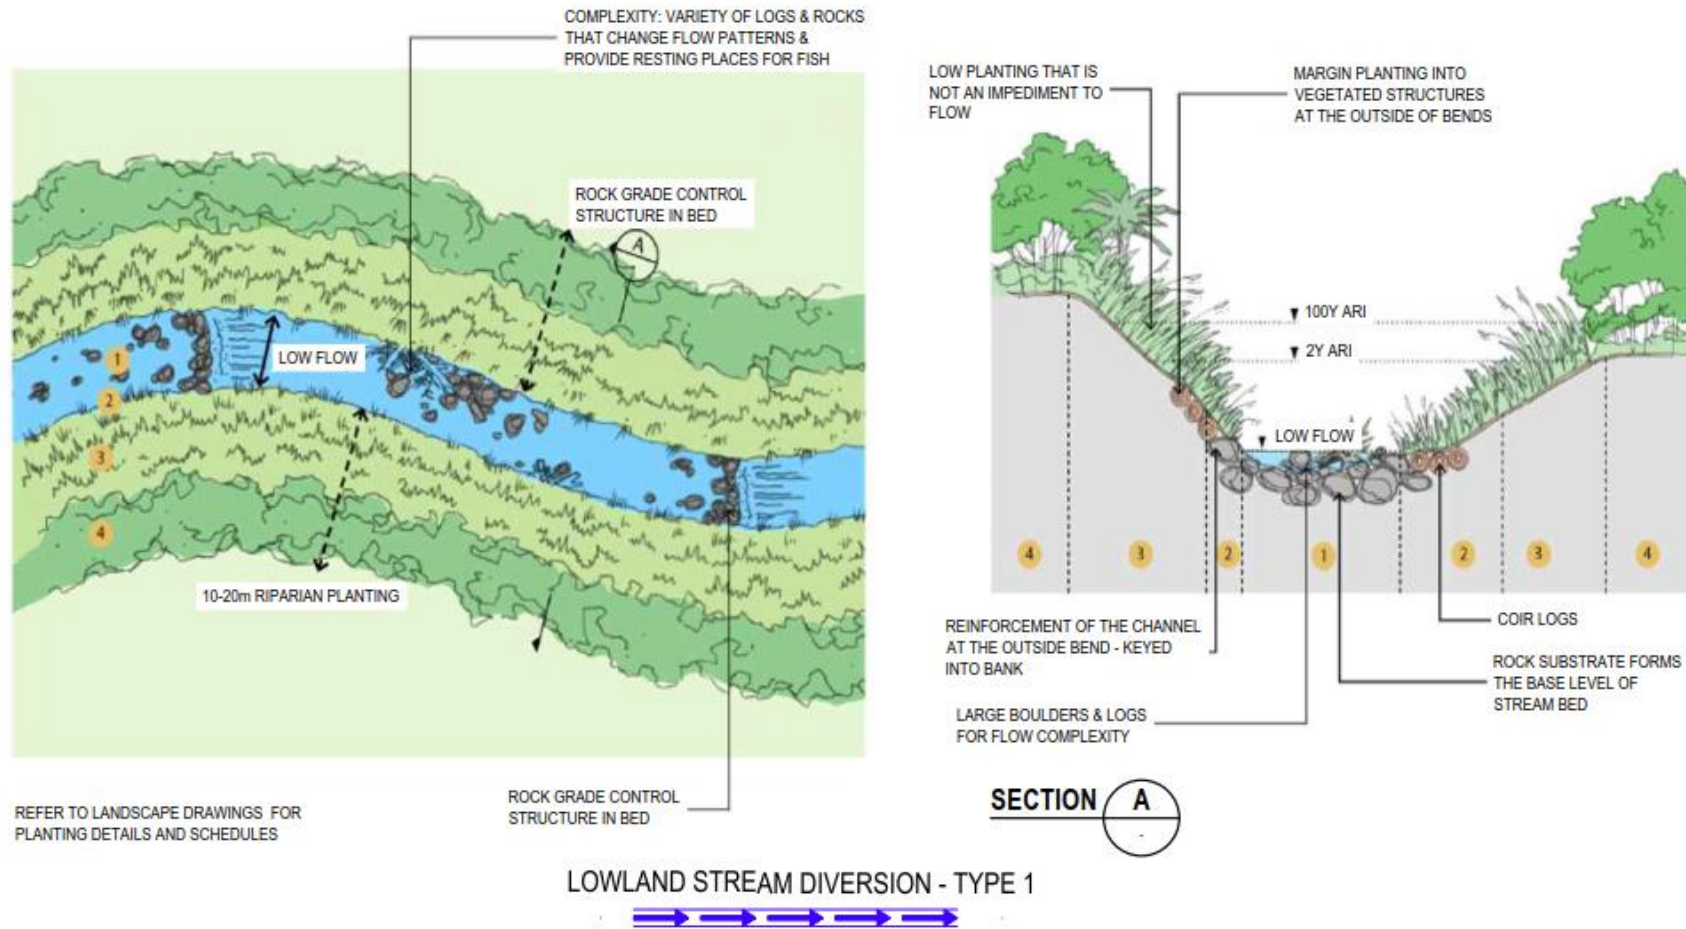 COMPLEXITY: VARIETY OF LOGS & ROCKS
THAT CHANGE FLOW PATTERNS &
PROVIDE RESTING PLACES FOR FISH
ROCK GRADE CONTROL
STRUCTURE IN BED
A
LOW FLOW
1
2
3
4
10-20m RIPARIAN PLANTING
ROCK GRADE CONTROL
STRUCTURE IN BED
REFER TO LANDSCAPE DRAWINGS FOR
PLANTING DETAILS AND SCHEDULES
LOW PLANTING THAT IS
NOT AN IMPEDIMENT TO
FLOW
MARGIN PLANTING INTO
VEGETATED STRUCTURES
AT THE OUTSIDE OF BENDS
100Y ARI
2Y ARI
LOW FLOW
4 3 2 1 2 3 4
REINFORCEMENT OF THE CHANNEL
AT THE OUTSIDE BEND - KEYED
INTO BANK
COIR LOGS
ROCK SUBSTRATE FORMS
THE BASE LEVEL OF
STREAM BED
LARGE BOULDERS & LOGS
FOR FLOW COMPLEXITY
SECTION A
-
LOWLAND STREAM DIVERSION - TYPE 1